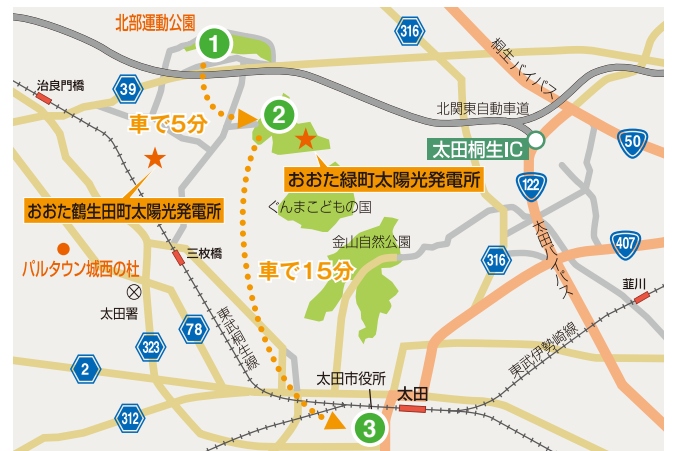 北部運動公園
1
316
桐生バイパス
治良門橋
39
車で5分
2
北関東自動車道
太田桐生IC
50
おおた緑町太陽光発電所
122
おおた鶴生田町太陽光発電所
ぐんまこどもの国
金山自然公園
407
太田バイパス
三枚橋
パルタウン城西の杜
車で15分
316
韮川
太田署
東武桐生線
78
323
東武伊勢崎線
2
太田市役所
太田
312
3